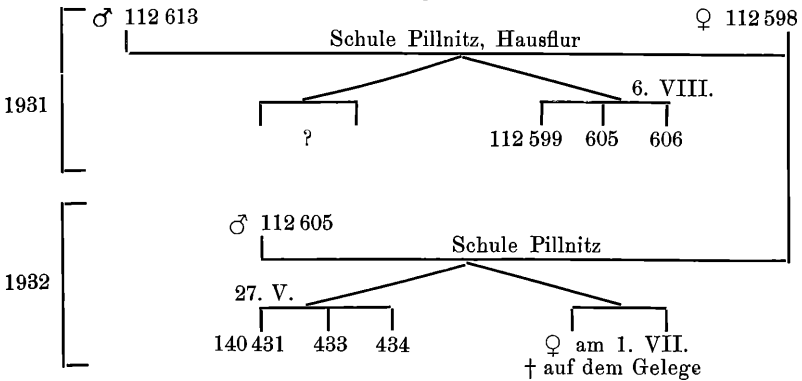 ♂ 112 613 ♀ 112 598
Schule Pillnitz, Hausflur
6. VIII.
1931
? 112 599 605 606
♂ 112 605
Schule Pillnitz
1932
27. V.
140 431 433 434 ♀ am 1. VII.
† auf dem Gelege